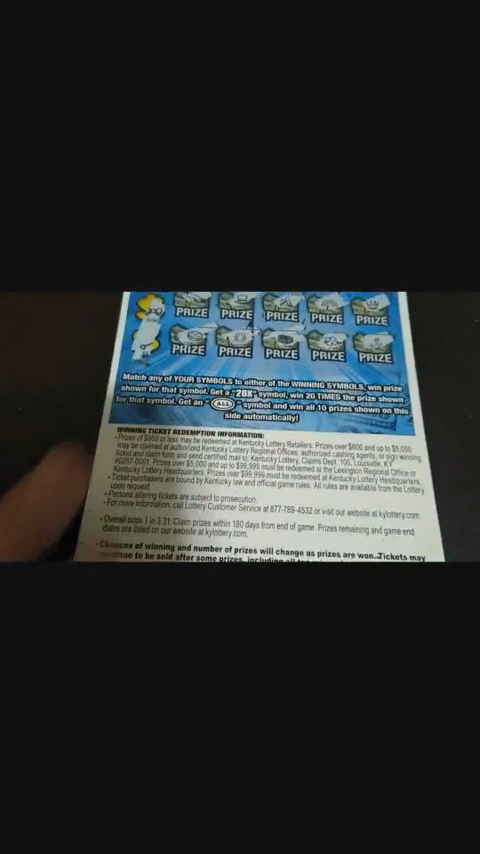 PRIZE PRIZE PRIZE PRIZE PRIZE
PRIZE PRIZE PRIZE PRIZE PRIZE
Match any of YOUR SYMBOLS to either of the WINNING SYMBOLS, win prize
shown for that symbol. Get a "20X" symbol, win 20 TIMES the prize shown
for that symbol. Get an "ALL" symbol and win all 10 prizes shown on this
side automatically!
WINNING TICKET REDEMPTION INFORMATION:
• Prizes of $600 or less may be redeemed at Kentucky Lottery Retailers. Prizes over $600 and up to $5,000
may be claimed at authorized Kentucky Lottery Regional Offices, authorized cashing agents, or sign winning
ticket and claim form and send certified mail to: Kentucky Lottery, Claims Dept. 100, Louisville, KY
40287-0001. Prizes over $5,000 and up to $99,999 must be redeemed at the Lexington Regional Office or
Kentucky Lottery Headquarters. Prizes over $99,999 must be redeemed at Kentucky Lottery Headquarters.
• Ticket purchasers are bound by Kentucky law and official game rules. All rules are available from the Lottery
upon request.
• Persons altering tickets are subject to prosecution.
• For more information, call Lottery Customer Service at 877-789-4532 or visit our website at kylottery.com
• Overall odds 1 in 3.31. Claim prizes within 180 days from end of game. Prizes remaining and game end
dates are listed on our website at kylottery.com.
• Chances of winning and number of prizes will change as prizes are won. Tickets may
continue to be sold after some prizes, including all